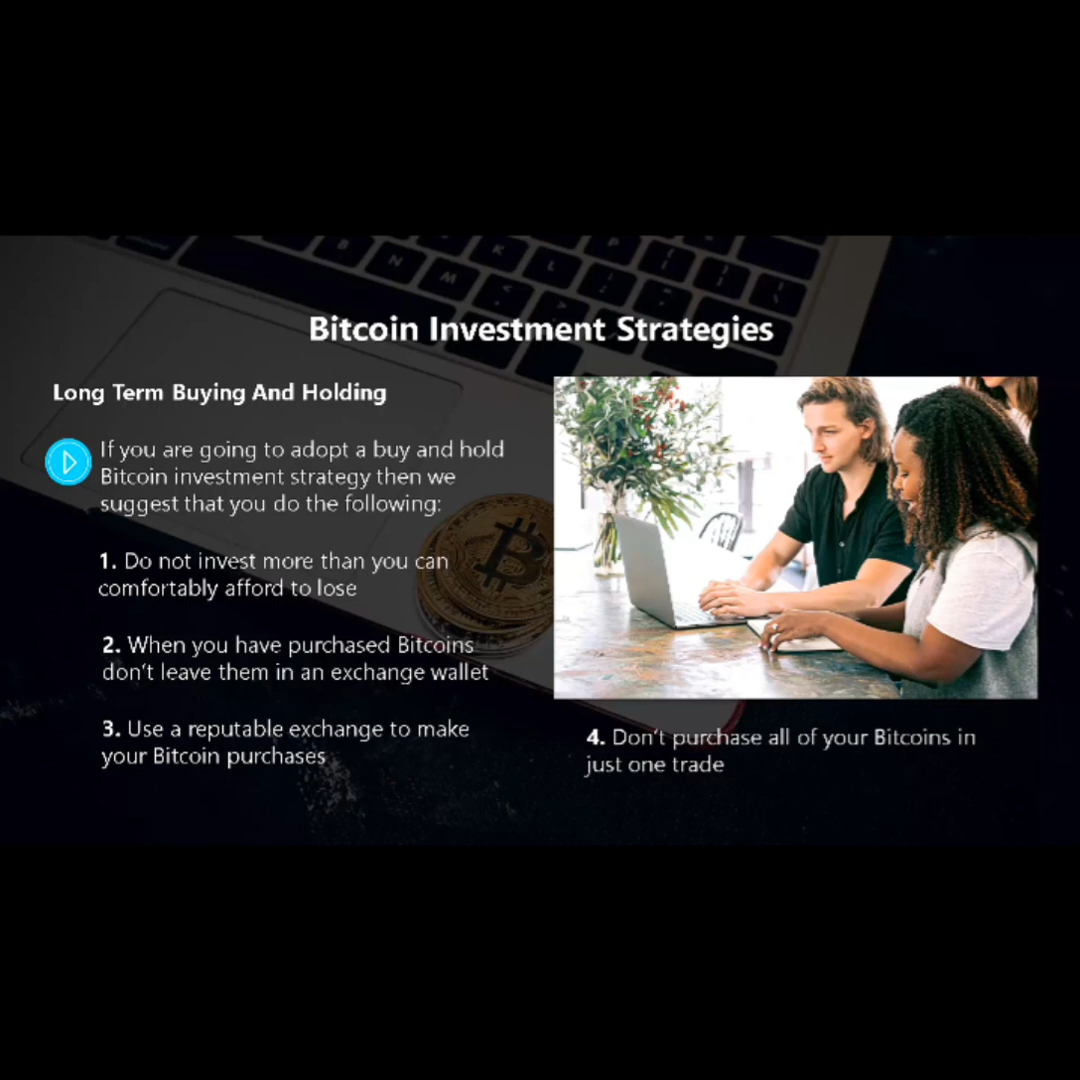 Bitcoin Investment Strategies
Long Term Buying And Holding
If you are going to adopt a buy and hold
Bitcoin investment strategy then we
suggest that you do the following:
1. Do not invest more than you can
comfortably afford to lose
2. When you have purchased Bitcoins
don't leave them in an exchange wallet
3. Use a reputable exchange to make
your Bitcoin purchases
4. Don't purchase all of your Bitcoins in
just one trade
B
N
M
K
L
P